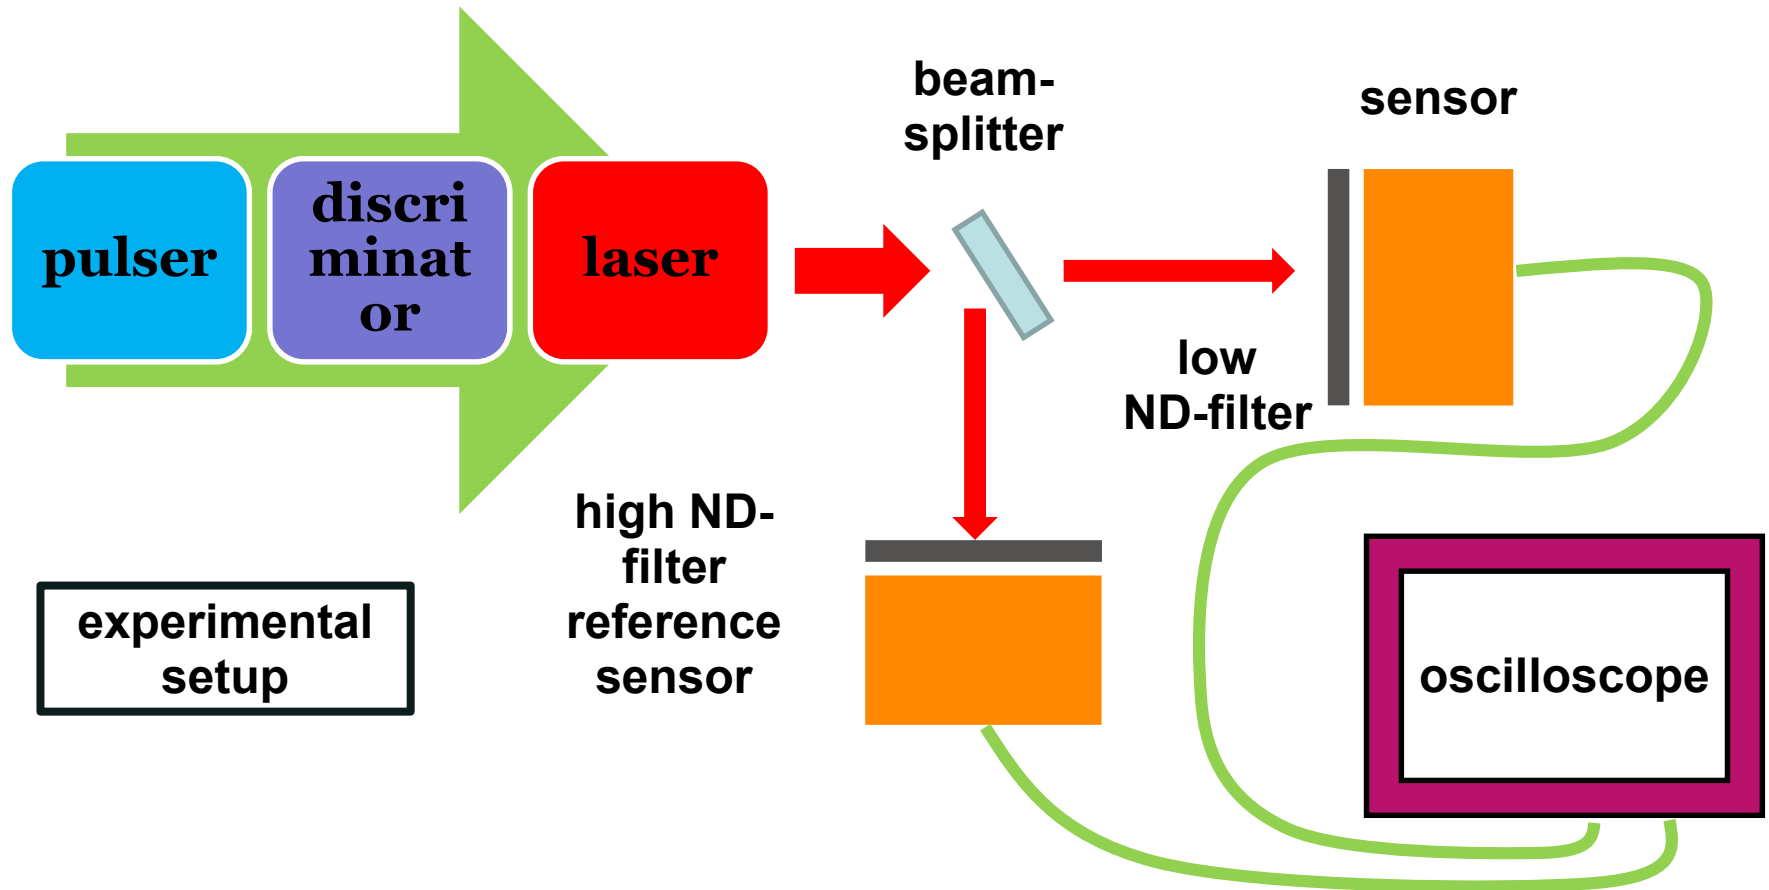 pulser
discri
minat
or
laser
beam-
splitter
sensor
low
ND-filter
high ND-
filter
reference
sensor
experimental
setup
oscilloscope